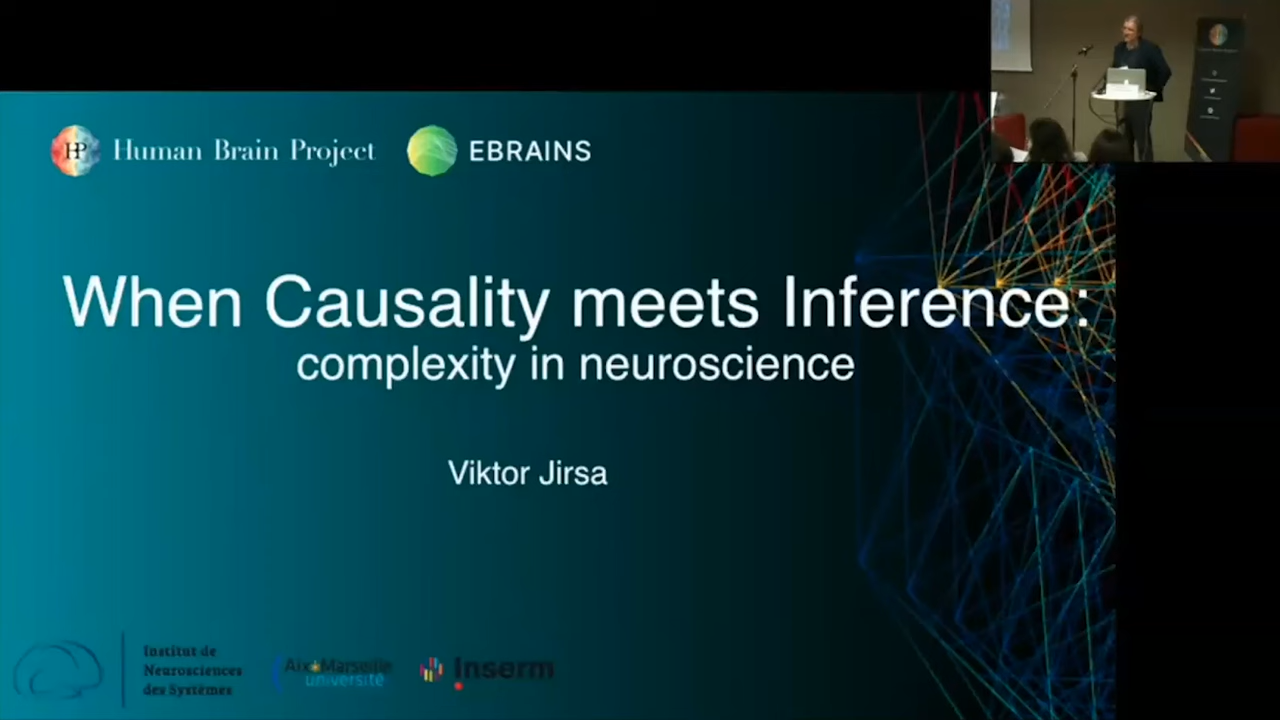 HP Human Brain Project
EBRAINS
When Causality meets Inference:
complexity in neuroscience
Viktor Jirsa
Institut de
Neurosciences
des Systèmes
Aix*Marseille
université
Inserm